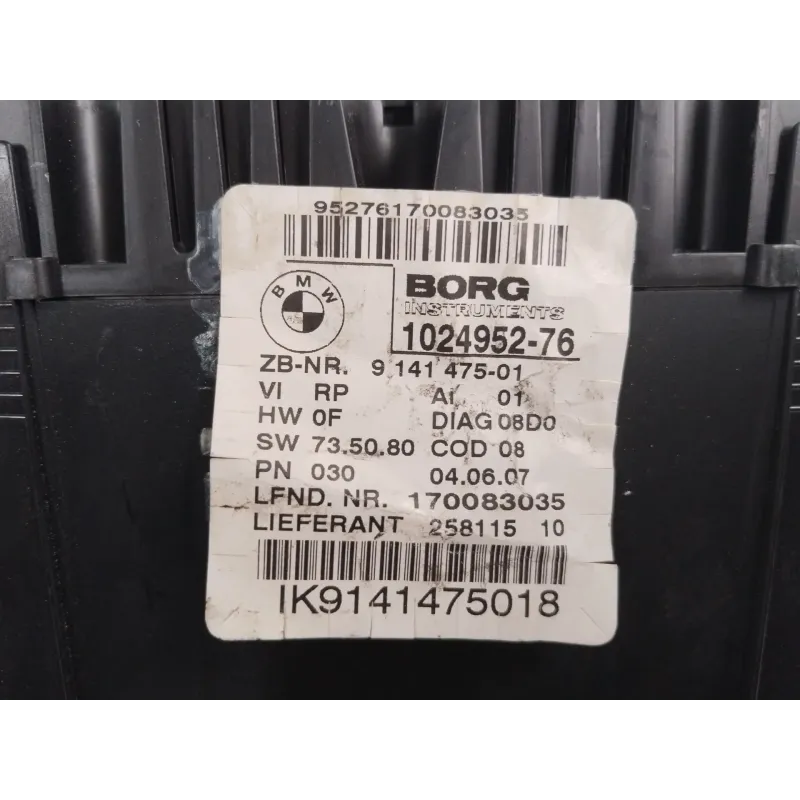 95276170083035
BMW
BORG
INSTRUMENTS
1024952-76
ZB-NR. 9 141 475-01
VI RP AI 01
HW 0F DIAG 08D0
SW 73.50.80 COD 08
PN 030 04.06.07
LFND. NR. 170083035
LIEFERANT 258115 10
IK9141475018